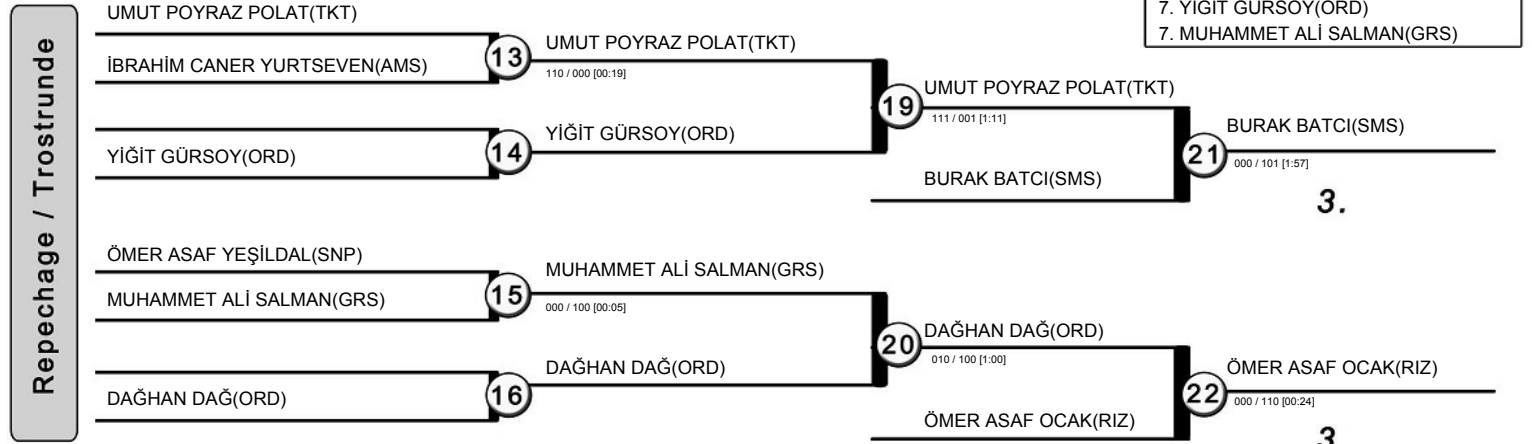 7. YİĞİT GÜRSOY(ORD)
7. MUHAMMET ALİ SALMAN(GRS)
Repechage / Trostrunde
UMUT POYRAZ POLAT(TKT)
İBRAHİM CANER YURTSEVEN(AMS)
13
UMUT POYRAZ POLAT(TKT)
110 / 000 [00:19]
YİĞİT GÜRSOY(ORD)
14
YİĞİT GÜRSOY(ORD)
19
UMUT POYRAZ POLAT(TKT)
111 / 001 [1:11]
BURAK BATCI(SMS)
21
BURAK BATCI(SMS)
000 / 101 [1:57]
3.
ÖMER ASAF YEŞİLDAL(SNP)
MUHAMMET ALİ SALMAN(GRS)
15
MUHAMMET ALİ SALMAN(GRS)
000 / 100 [00:05]
DAĞHAN DAĞ(ORD)
16
DAĞHAN DAĞ(ORD)
20
DAĞHAN DAĞ(ORD)
010 / 100 [1:00]
ÖMER ASAF OCAK(RIZ)
22
ÖMER ASAF OCAK(RIZ)
000 / 110 [00:24]
3